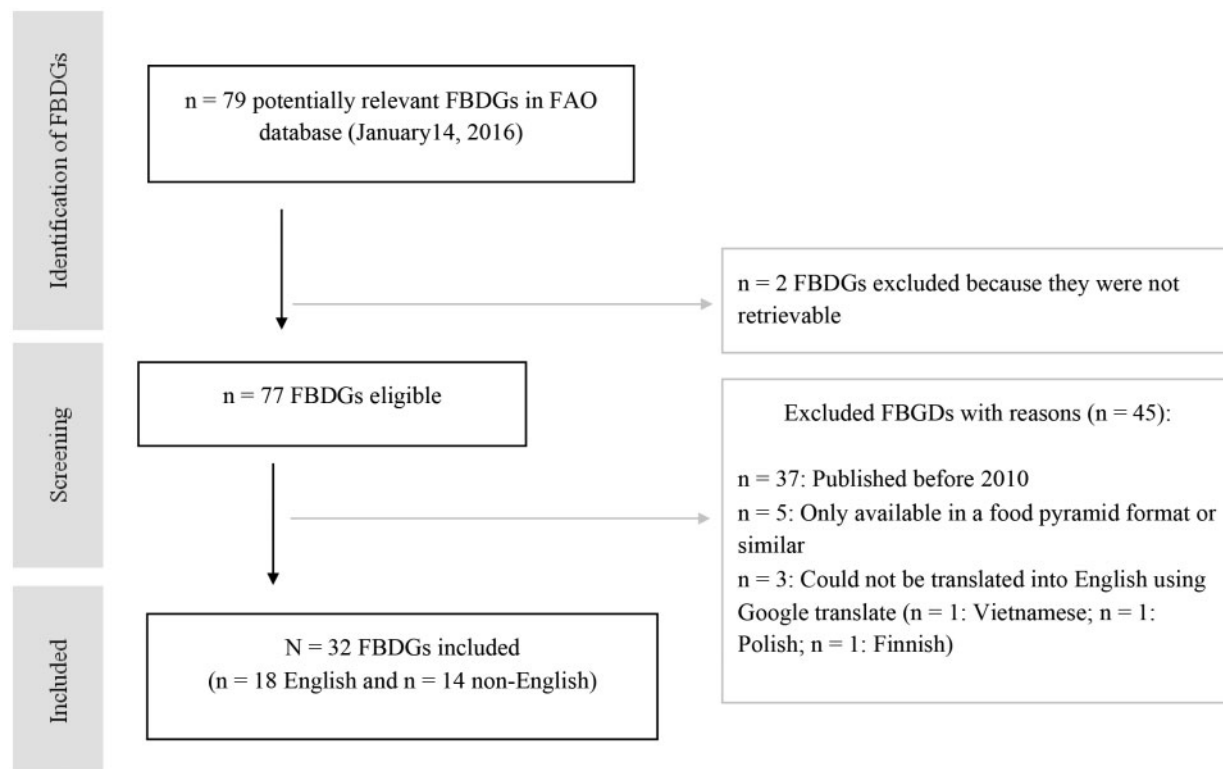 Identification of FBDGs
n = 79 potentially relevant FBDGs in FAO
database (January14, 2016)
n = 2 FBDGs excluded because they were not
retrievable
Screening
n = 77 FBDGs eligible
Excluded FBGDs with reasons (n = 45):
n = 37: Published before 2010
n = 5: Only available in a food pyramid format or
similar
n = 3: Could not be translated into English using
Google translate (n = 1: Vietnamese; n = 1:
Polish; n = 1: Finnish)
Included
N = 32 FBDGs included
(n = 18 English and n = 14 non-English)